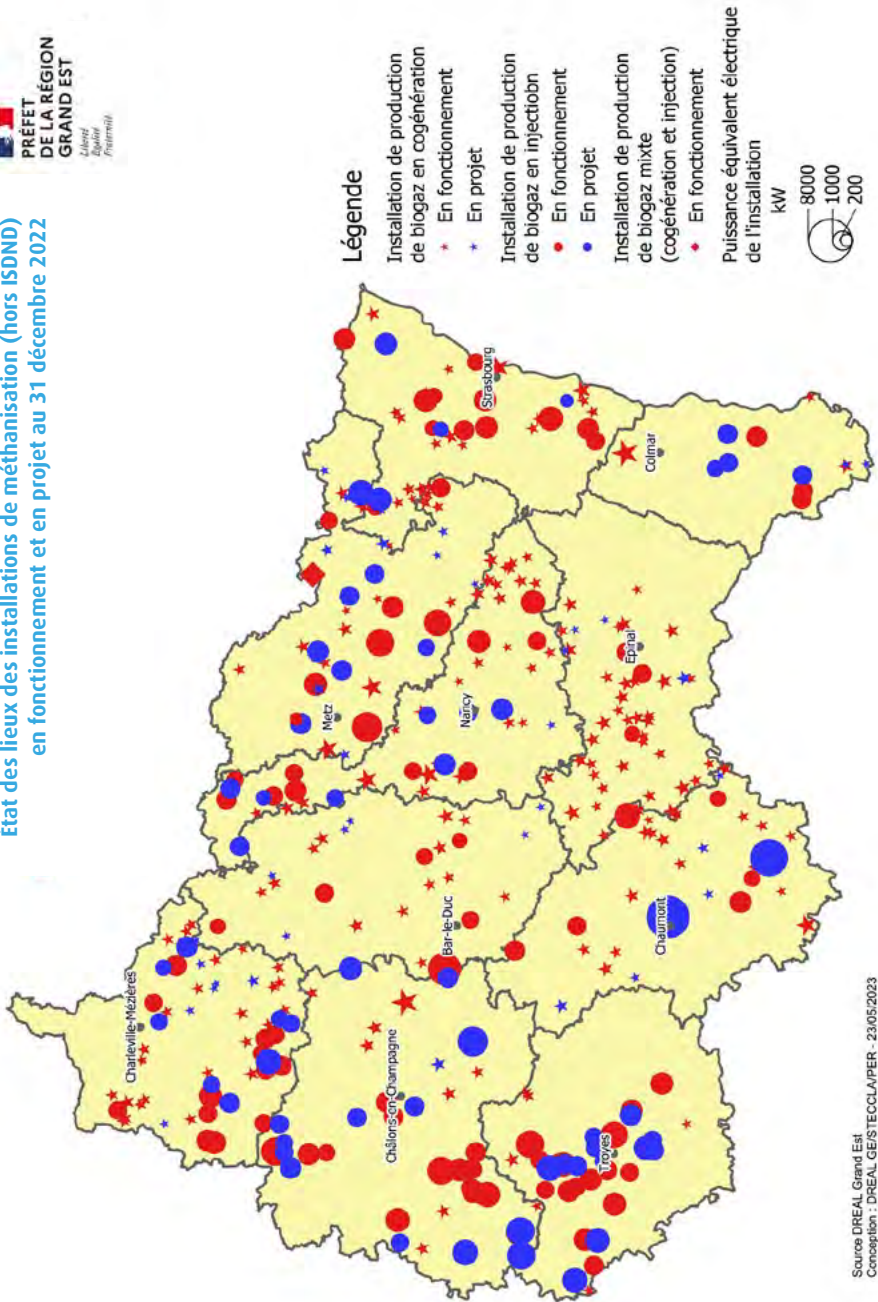 Etat des lieux des installations de méthanisation (hors ISDND)
en fonctionnement et en projet au 31 décembre 2022
PRÉFET
DE LA RÉGION
GRAND EST
Liberté
Égalité
Fraternité
Charleville-Mézières
Metz
Châlons-en-Champagne
Bar-le-Duc
Nancy
Strasbourg
Troyes
Chaumont
Epinal
Colmar
Légende
Installation de production
de biogaz en cogénération
En fonctionnement
En projet
Installation de production
de biogaz en injectiobn
En fonctionnement
En projet
Installation de production
de biogaz mixte
(cogénération et injection)
En fonctionnement
Puissance équivalent électrique
de l'installation
kW
8000
1000
200
Source DREAL Grand Est
Conception : DREAL GE/STECCLA/PER - 23/05/2023